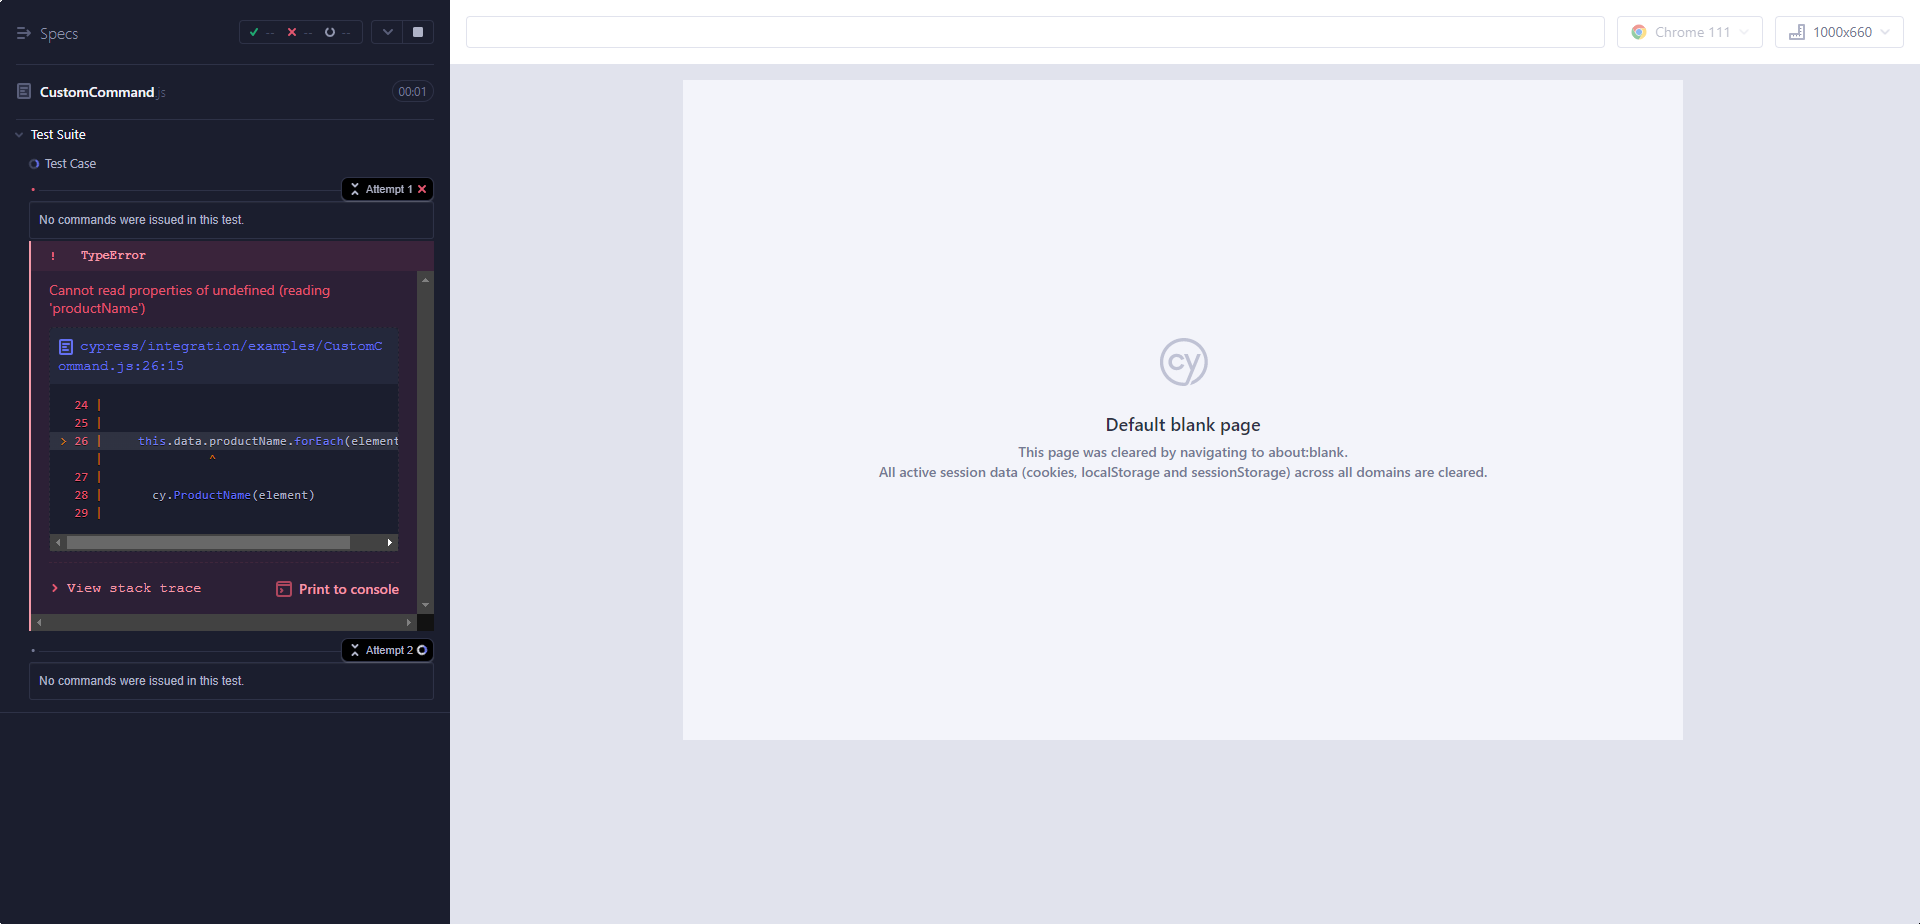 Specs
-- -- --
CustomCommand.js
00:01
Test Suite
Test Case
Attempt 1
No commands were issued in this test.
! TypeError
Cannot read properties of undefined (reading
'productName')
cypress/integration/examples/CustomC
ommand.js:26:15
24 |
25 |
> 26 | this.data.productName.forEach(element
| ^
27 |
28 | cy.ProductName(element)
29 |
> View stack trace
Print to console
Attempt 2
No commands were issued in this test.
Chrome 111
1000x660
cy
Default blank page
This page was cleared by navigating to about:blank.
All active session data (cookies, localStorage and sessionStorage) across all domains are cleared.